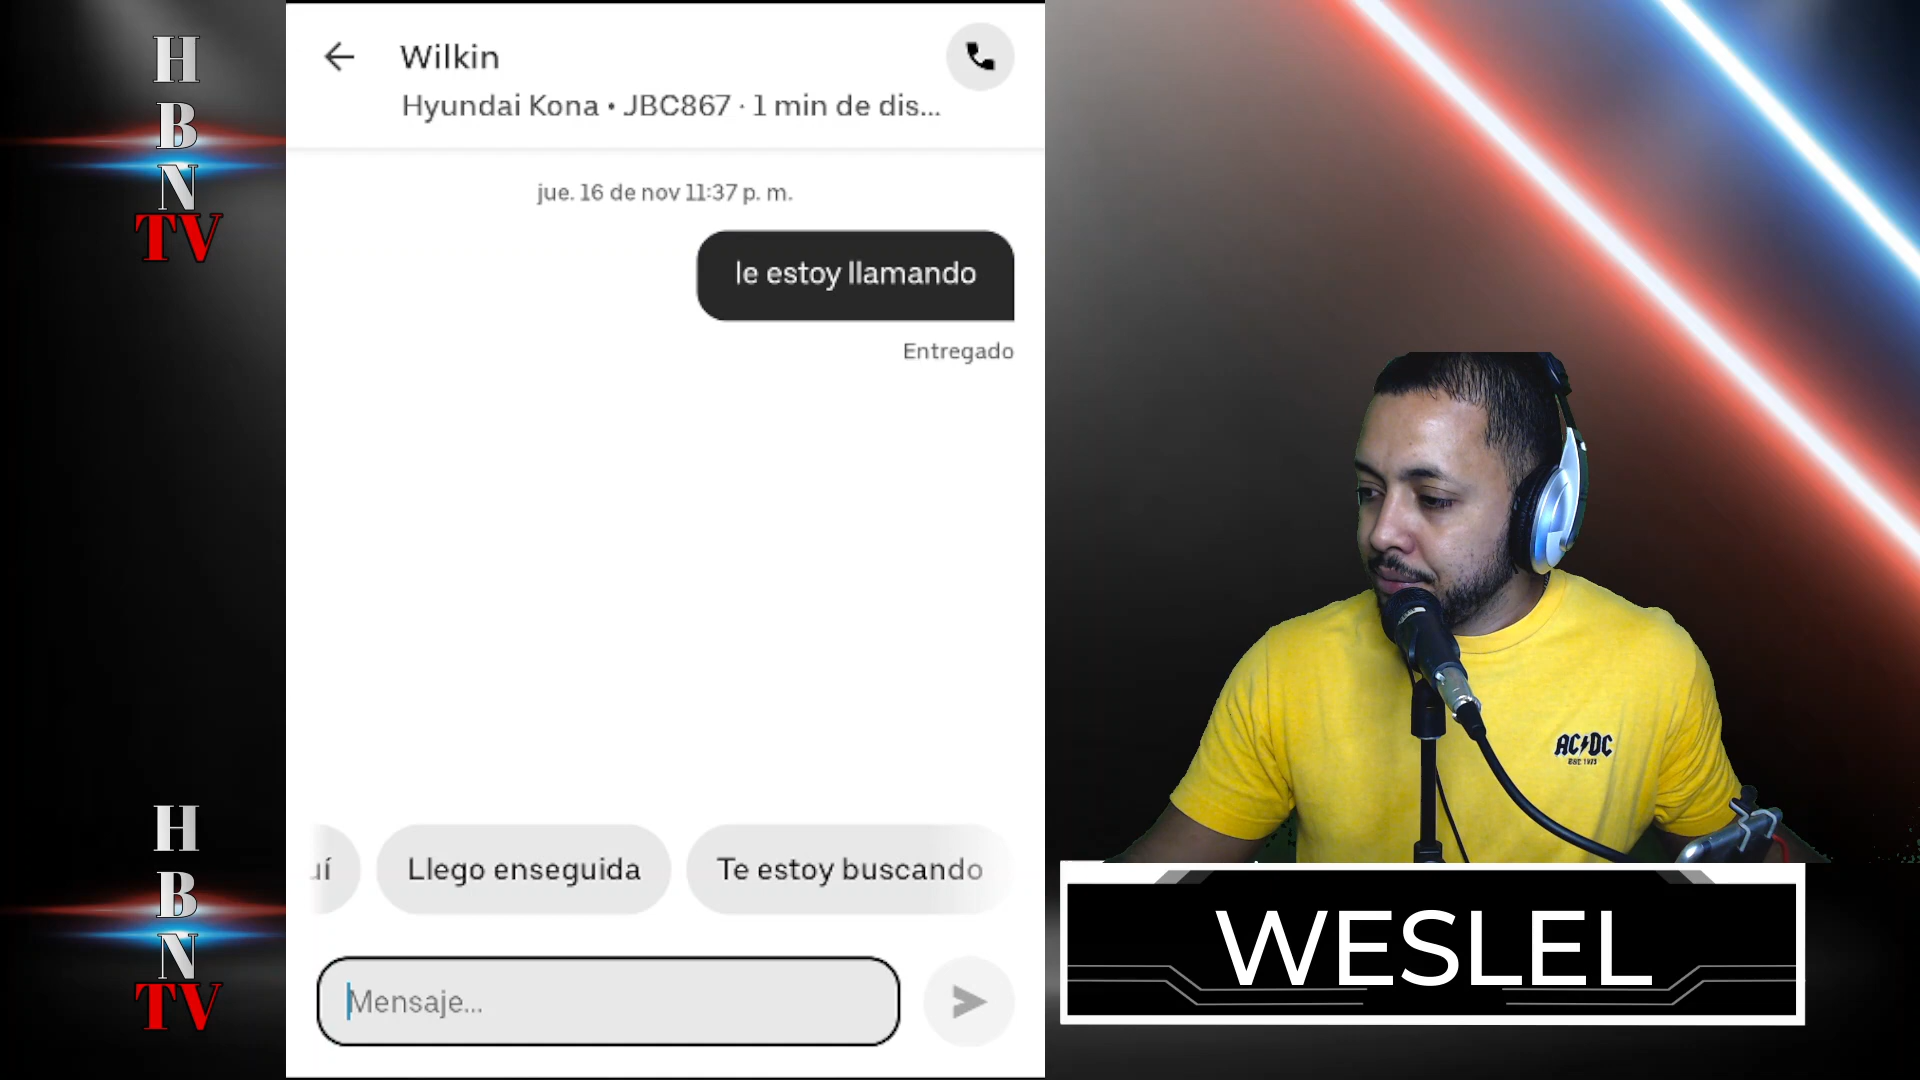 H
B
N
TV
Wilkin
Hyundai Kona • JBC867 · 1 min de dis...
jue. 16 de nov 11:37 p. m.
le estoy llamando
Entregado
uí
Llego enseguida
Te estoy buscando
Mensaje...
H
B
N
TV
AC⚡DC
WESLEL